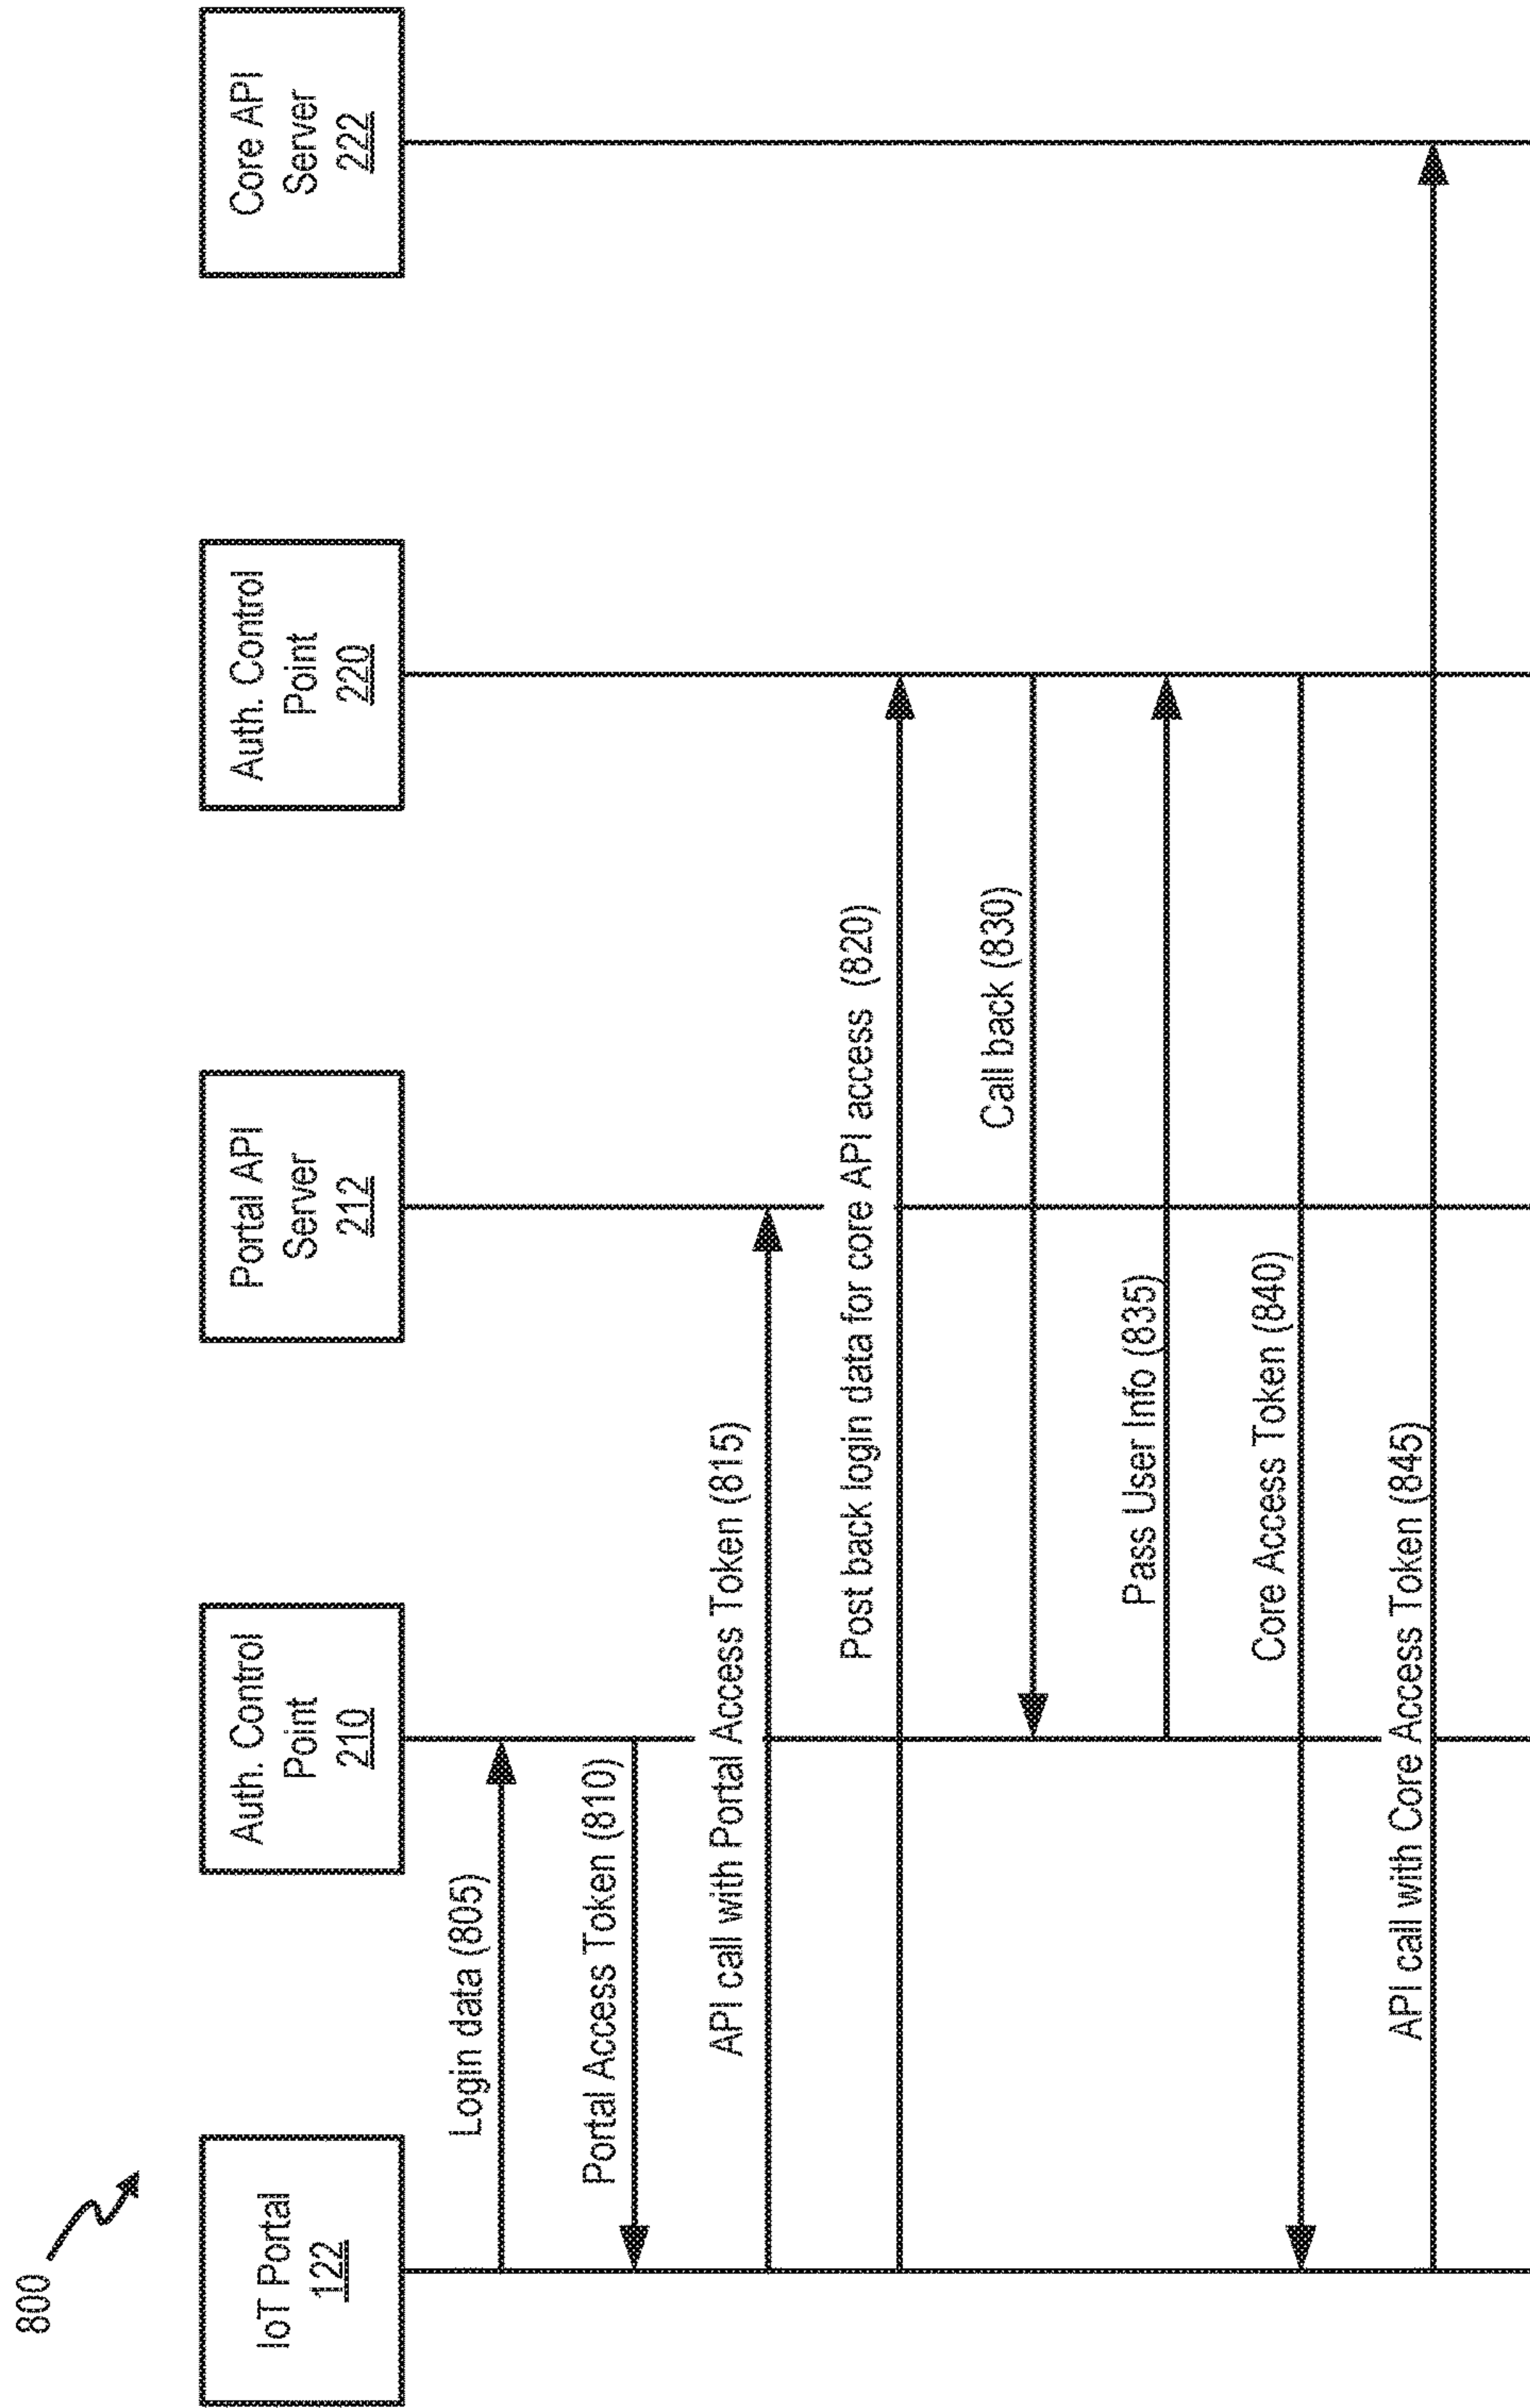 800
IoT Portal
122
Auth. Control
Point
210
Portal API
Server
212
Auth. Control
Point
220
Core API
Server
222
Login data (805)
Portal Access Token (810)
API call with Portal Access Token (815)
Post back login data for core API access (820)
Call back (830)
Pass User Info (835)
Core Access Token (840)
API call with Core Access Token (845)